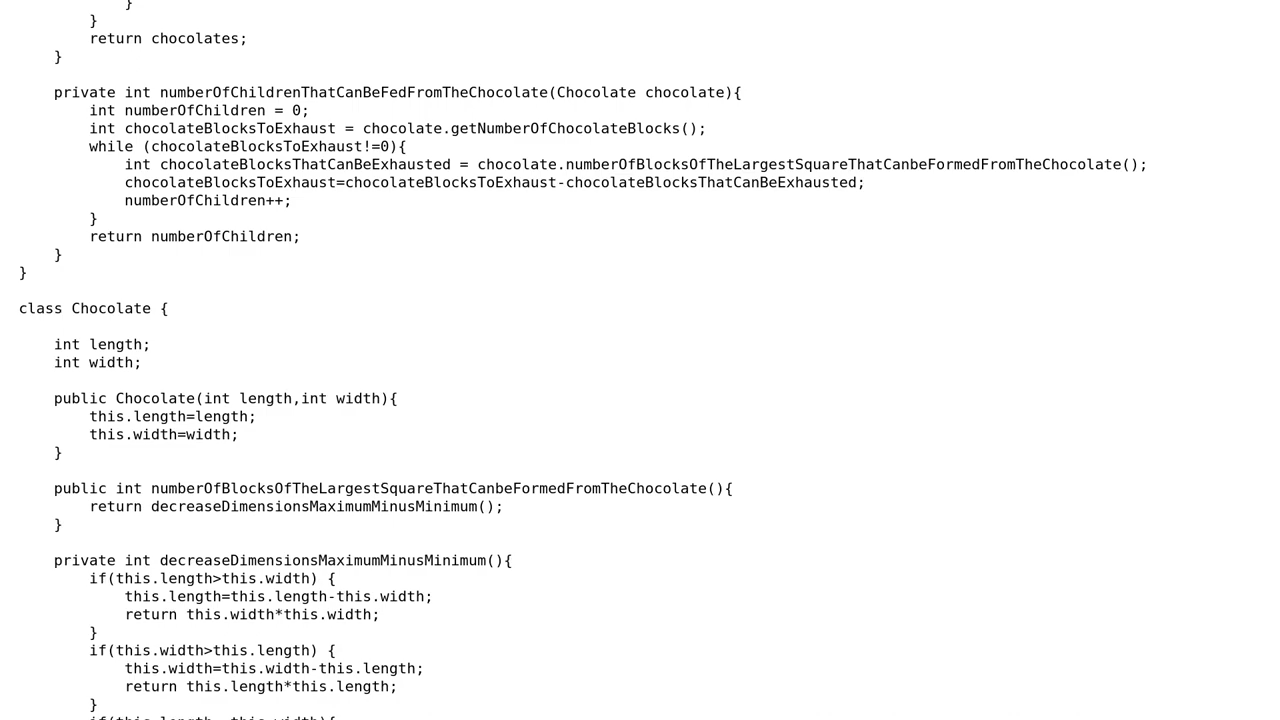 }
}
return chocolates;
}
private int numberOfChildrenThatCanBeFedFromTheChocolate(Chocolate chocolate){
int numberOfChildren = 0;
int chocolateBlocksToExhaust = chocolate.getNumberOfChocolateBlocks();
while (chocolateBlocksToExhaust!=0){
int chocolateBlocksThatCanBeExhausted = chocolate.numberOfBlocksOfTheLargestSquareThatCanbeFormedFromTheChocolate();
chocolateBlocksToExhaust=chocolateBlocksToExhaust-chocolateBlocksThatCanBeExhausted;
numberOfChildren++;
}
return numberOfChildren;
}
}
class Chocolate {
int length;
int width;
public Chocolate(int length,int width){
this.length=length;
this.width=width;
}
public int numberOfBlocksOfTheLargestSquareThatCanbeFormedFromTheChocolate(){
return decreaseDimensionsMaximumMinusMinimum();
}
private int decreaseDimensionsMaximumMinusMinimum(){
if(this.length>this.width) {
this.length=this.length-this.width;
return this.width*this.width;
}
if(this.width>this.length) {
this.width=this.width-this.length;
return this.length*this.length;
}